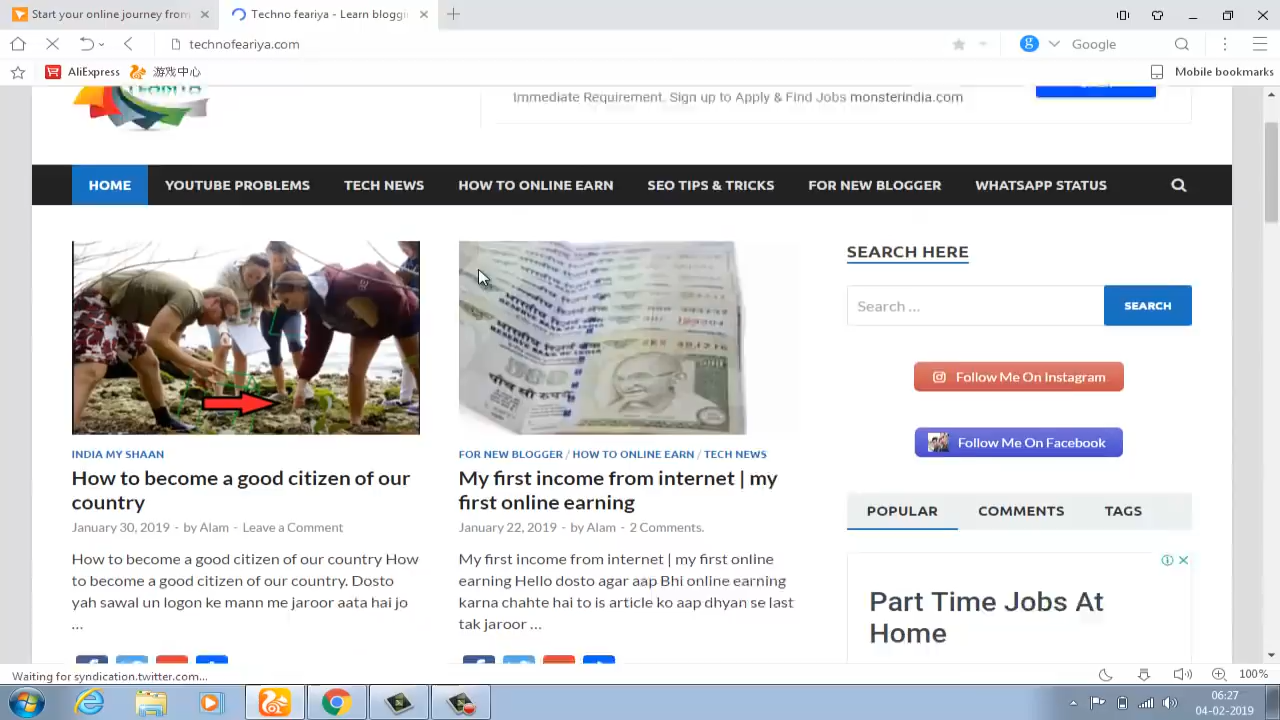 Start your online journey from
Techno feariya - Learn bloggi
technofeariya.com
Google
AliExpress
游戏中心
Mobile bookmarks
Immediate Requirement. Sign up to Apply & Find Jobs monsterindia.com
HOME
YOUTUBE PROBLEMS
TECH NEWS
HOW TO ONLINE EARN
SEO TIPS & TRICKS
FOR NEW BLOGGER
WHATSAPP STATUS
SEARCH HERE
Search ...
SEARCH
Follow Me On Instagram
Follow Me On Facebook
INDIA MY SHAAN
How to become a good citizen of our
country
January 30, 2019 - by Alam - Leave a Comment
How to become a good citizen of our country How
to become a good citizen of our country. Dosto
yah sawal un logon ke mann me jaroor aata hai jo
...
FOR NEW BLOGGER / HOW TO ONLINE EARN / TECH NEWS
My first income from internet | my
first online earning
January 22, 2019 - by Alam - 2 Comments.
My first income from internet | my first online
earning Hello dosto agar aap Bhi online earning
karna chahte hai to is article ko aap dhyan se last
tak jaroor ...
POPULAR
COMMENTS
TAGS
Part Time Jobs At
Home
Waiting for syndication.twitter.com...
100%
06:27
04-02-2019